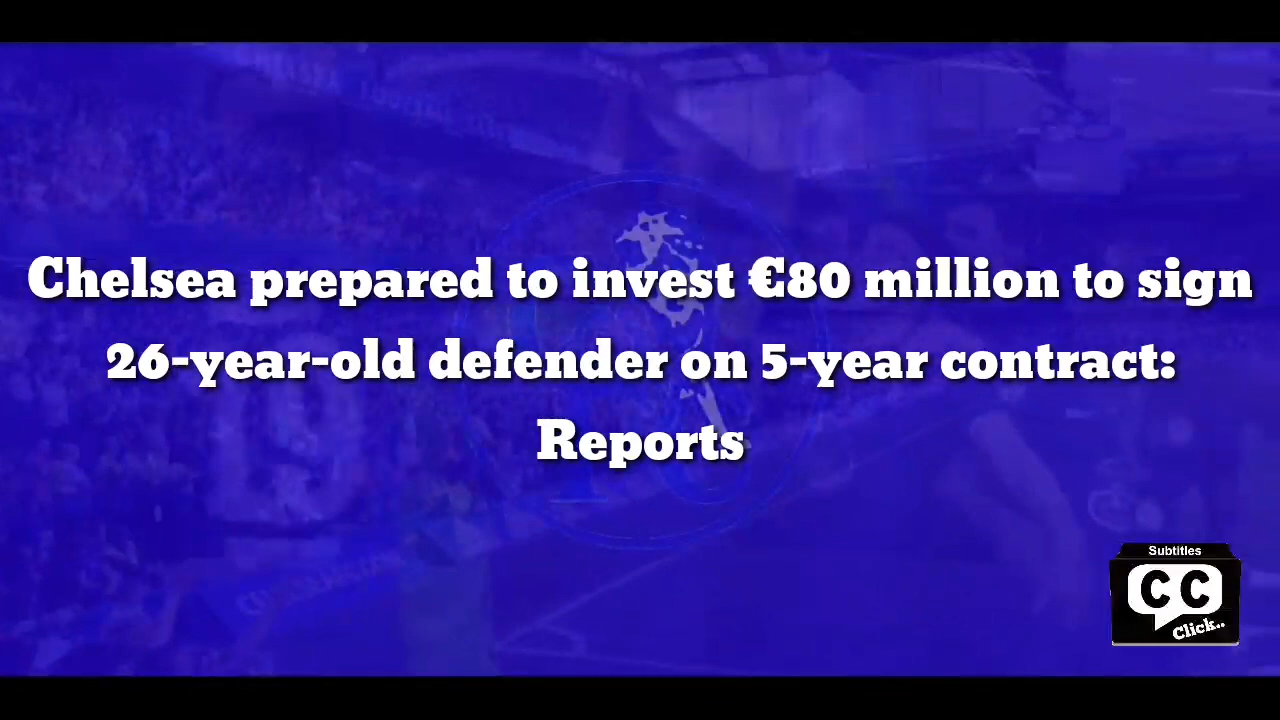 Chelsea prepared to invest €80 million to sign
26-year-old defender on 5-year contract:
Reports
Subtitles
CC
Click..